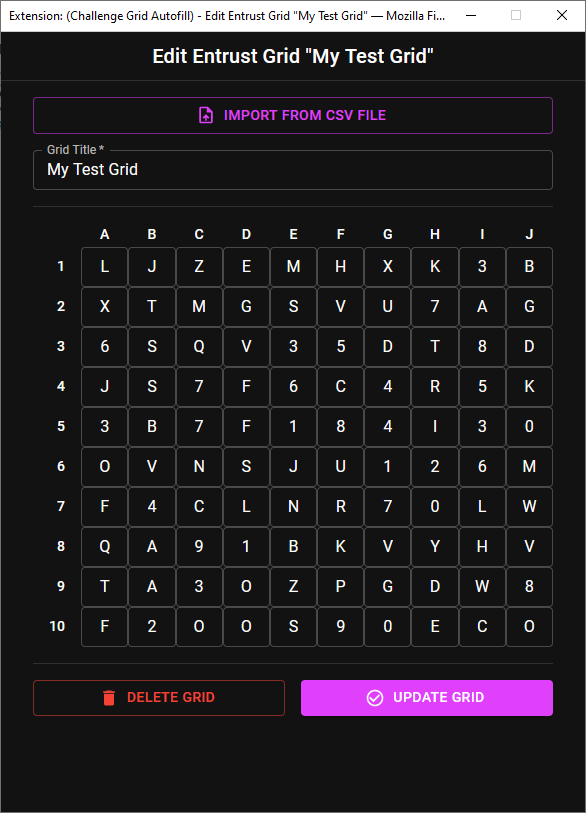 Extension: (Challenge Grid Autofill) - Edit Entrust Grid "My Test Grid" — Mozilla Fi...
Edit Entrust Grid "My Test Grid"
IMPORT FROM CSV FILE
Grid Title *
My Test Grid
A B C D E F G H I J
1 L J Z E M H X K 3 B
2 X T M G S V U 7 A G
3 6 S Q V 3 5 D T 8 D
4 J S 7 F 6 C 4 R 5 K
5 3 B 7 F 1 8 4 I 3 0
6 O V N S J U 1 2 6 M
7 F 4 C L N R 7 0 L W
8 Q A 9 1 B K V Y H V
9 T A 3 O Z P G D W 8
10 F 2 O O S 9 0 E C O
DELETE GRID
UPDATE GRID